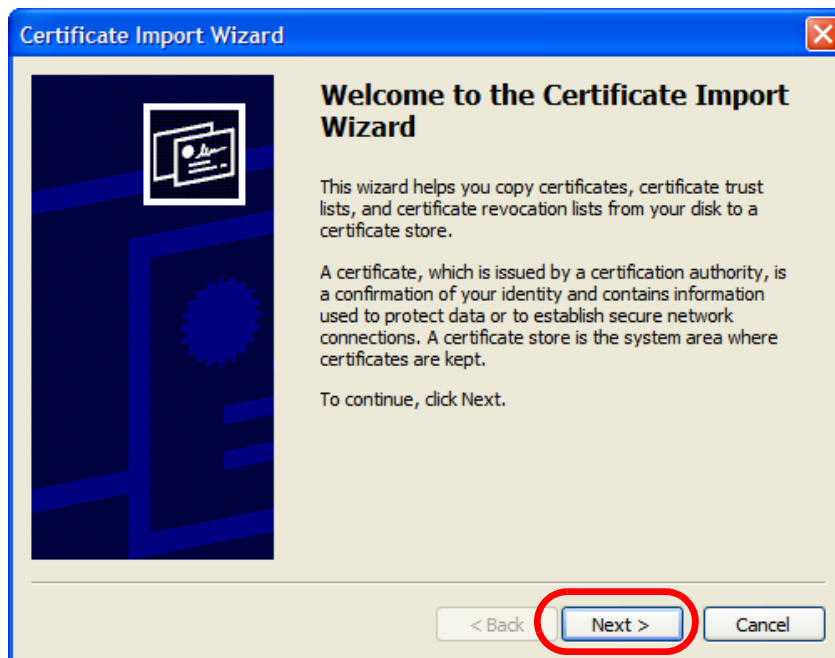 Certificate Import Wizard
Welcome to the Certificate Import
Wizard
This wizard helps you copy certificates, certificate trust
lists, and certificate revocation lists from your disk to a
certificate store.
A certificate, which is issued by a certification authority, is
a confirmation of your identity and contains information
used to protect data or to establish secure network
connections. A certificate store is the system area where
certificates are kept.
To continue, click Next.
< Back Next > Cancel